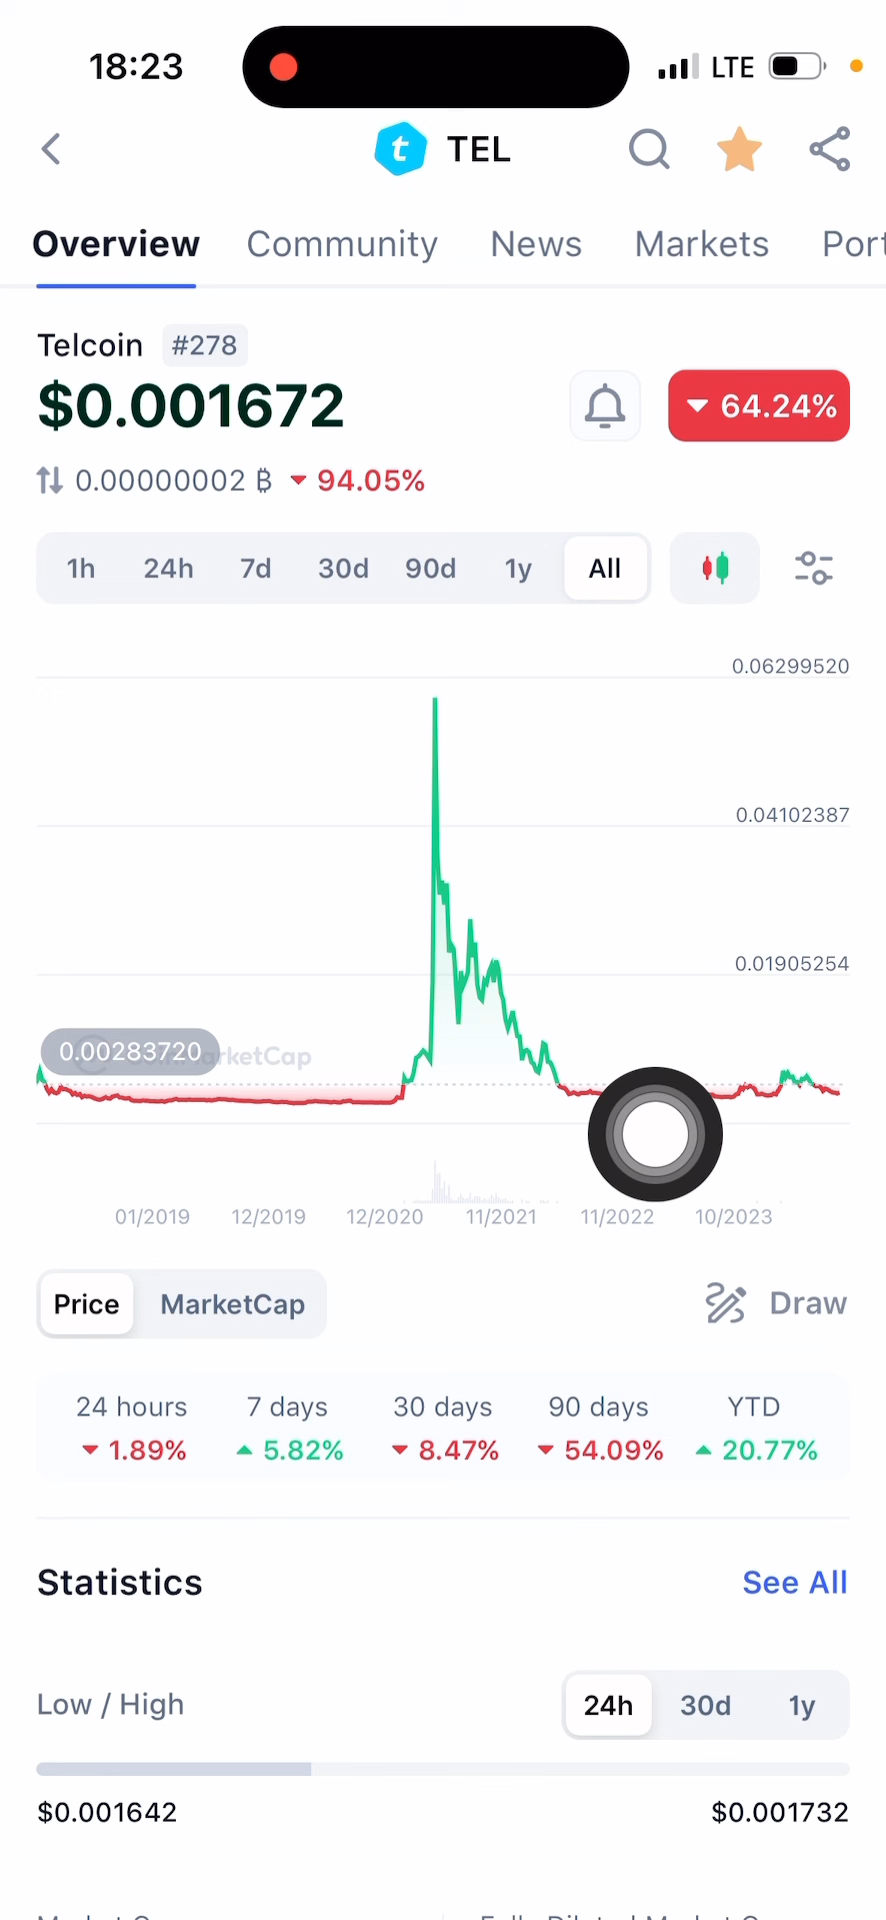 18:23 LTE
t TEL
Overview Community News Markets Port
Telcoin #278
$0.001672 64.24%
0.00000002 ₿ 94.05%
1h 24h 7d 30d 90d 1y All
0.06299520
0.04102387
0.01905254
0.00283720 arketCap
01/2019 12/2019 12/2020 11/2021 11/2022 10/2023
Price MarketCap Draw
24 hours 7 days 30 days 90 days YTD
1.89% 5.82% 8.47% 54.09% 20.77%
Statistics See All
Low / High 24h 30d 1y
$0.001642 $0.001732